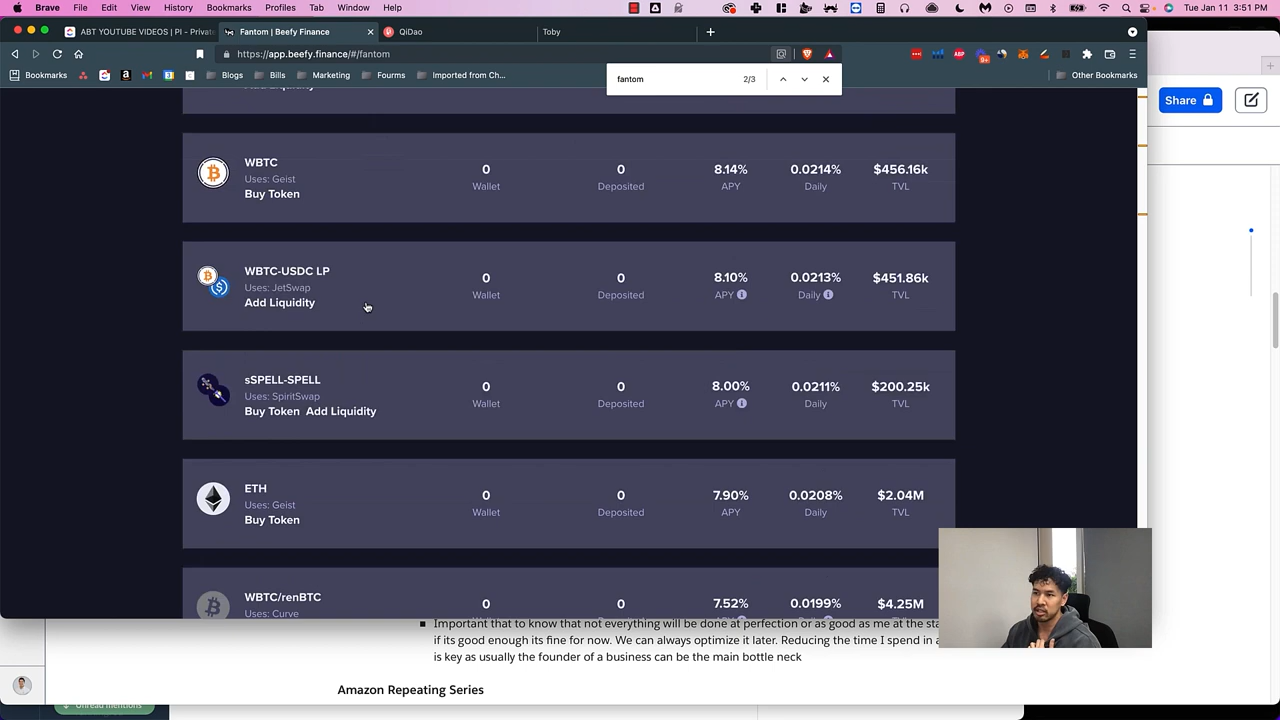 Brave File Edit View History Bookmarks Profiles Tab Window Help Tue Jan 11 3:51 PM
ABT YOUTUBE VIDEOS | PI - Privat Fantom | Beefy Finance QiDao Toby
https://app.beefy.finance/#/fantom
Bookmarks Blogs Bills Marketing Fourms Imported from Ch... Other Bookmarks
fantom 2/3
Share
Add Liquidity
WBTC
Uses: Geist
Buy Token
0 0 8.14% 0.0214% $456.16k
Wallet Deposited APY Daily TVL
WBTC-USDC LP
Uses: JetSwap
Add Liquidity
0 0 8.10% 0.0213% $451.86k
Wallet Deposited APY Daily TVL
sSPELL-SPELL
Uses: SpiritSwap
Buy Token Add Liquidity
0 0 8.00% 0.0211% $200.25k
Wallet Deposited APY Daily TVL
ETH
Uses: Geist
Buy Token
0 0 7.90% 0.0208% $2.04M
Wallet Deposited APY Daily TVL
WBTC/renBTC
Uses: Curve
0 0 7.52% 0.0199% $4.25M
Important that to know that not everything will be done at perfection or as good as me at the sta
if its good enough its fine for now. We can always optimize it later. Reducing the time I spend in
is key as usually the founder of a business can be the main bottle neck
Amazon Repeating Series
Unread mentions